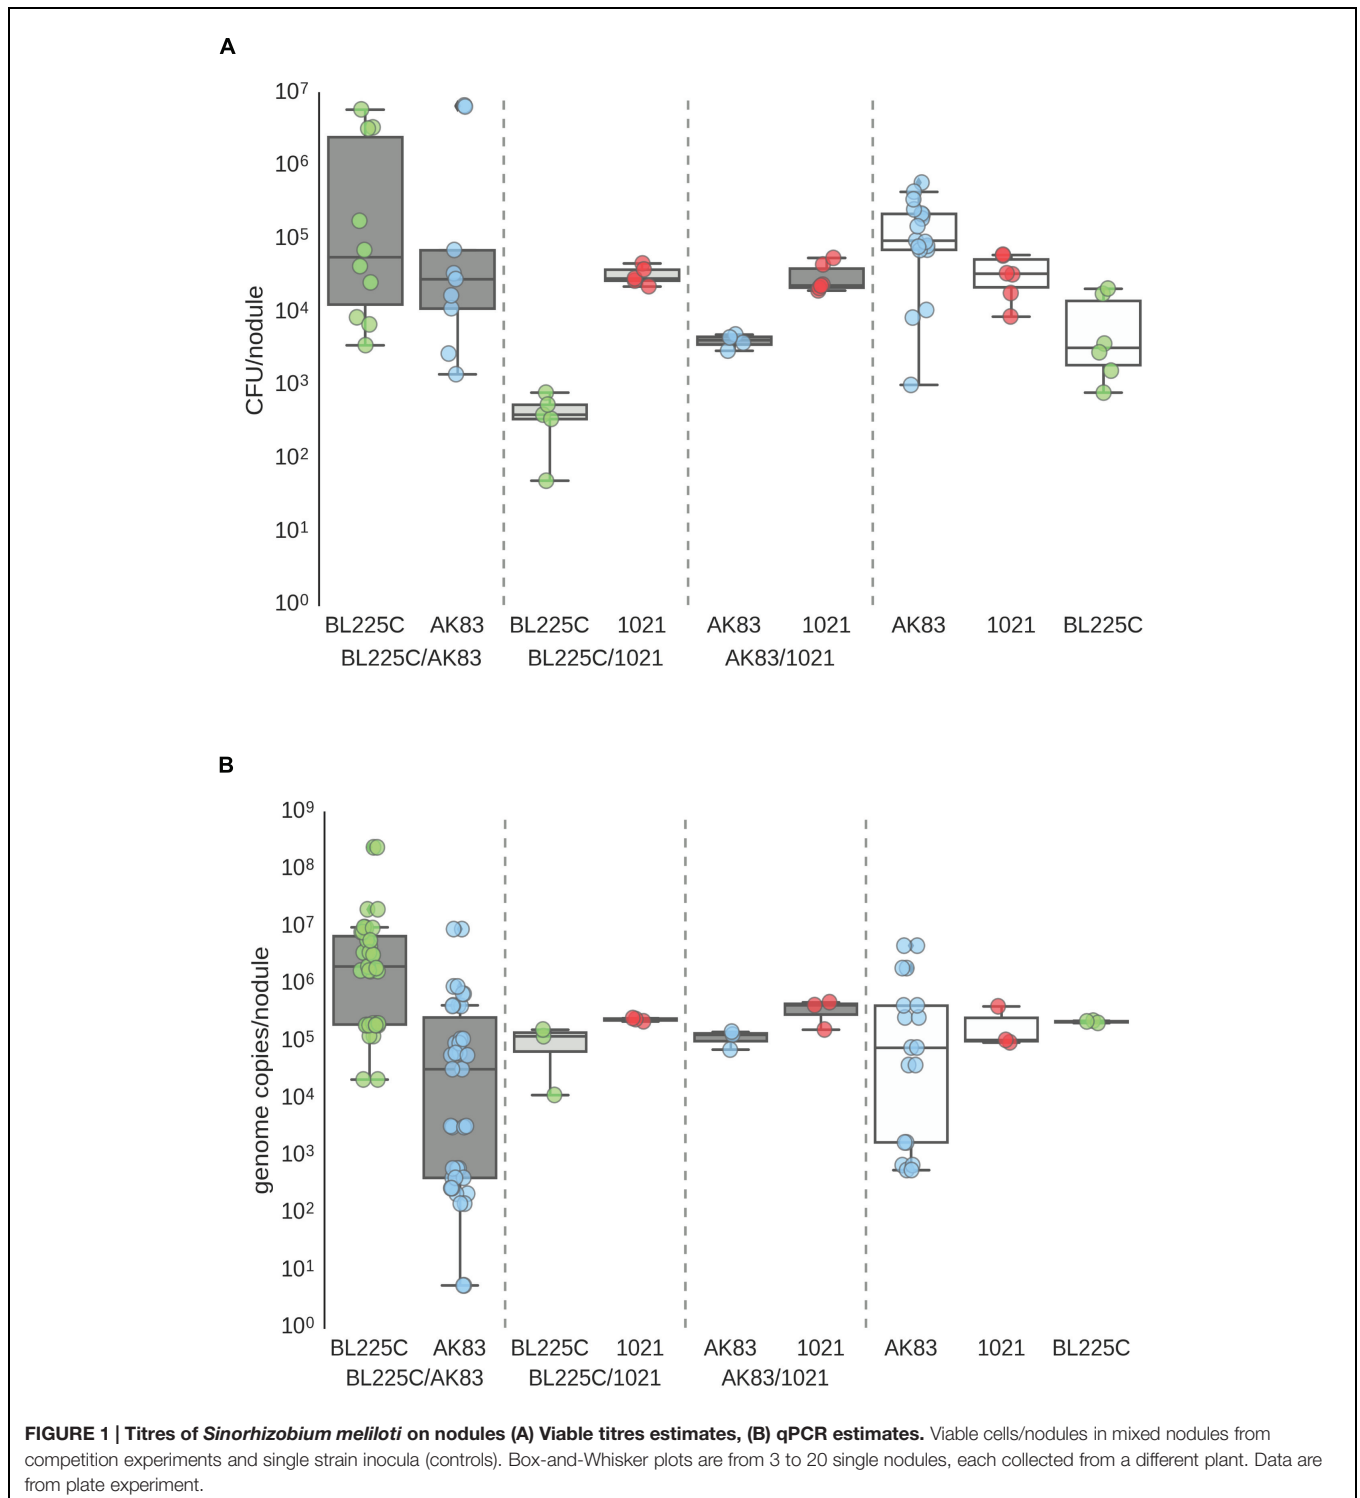 A
10⁷
10⁶
10⁵
10⁴
10³
10²
10¹
10⁰
CFU/nodule
BL225C AK83 BL225C 1021 AK83 1021 AK83 1021 BL225C
BL225C/AK83 BL225C/1021 AK83/1021
B
10⁹
10⁸
10⁷
10⁶
10⁵
10⁴
10³
10²
10¹
10⁰
genome copies/nodule
BL225C AK83 BL225C 1021 AK83 1021 AK83 1021 BL225C
BL225C/AK83 BL225C/1021 AK83/1021
FIGURE 1 | Titres of Sinorhizobium meliloti on nodules (A) Viable titres estimates, (B) qPCR estimates. Viable cells/nodules in mixed nodules from
competition experiments and single strain inocula (controls). Box-and-Whisker plots are from 3 to 20 single nodules, each collected from a different plant. Data are
from plate experiment.